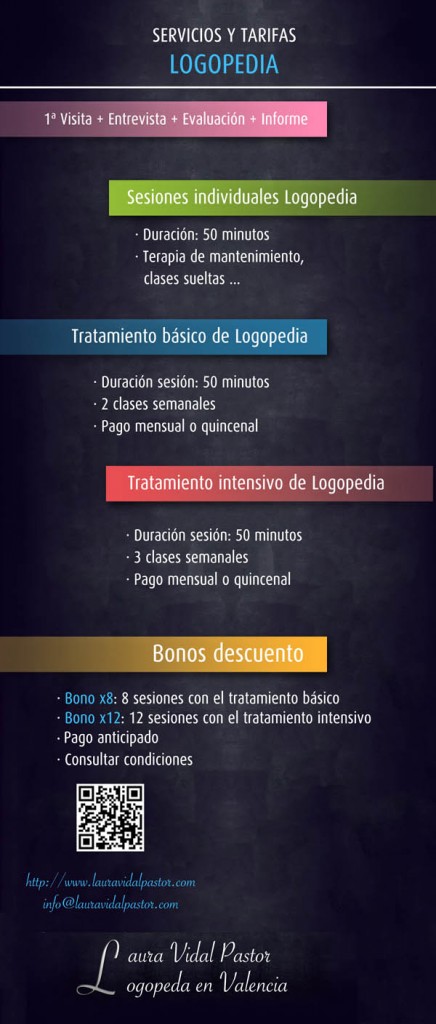 SERVICIOS Y TARIFAS
LOGOPEDIA
1ª Visita + Entrevista + Evaluación + Informe
Sesiones individuales Logopedia
· Duración: 50 minutos
· Terapia de mantenimiento,
clases sueltas ...
Tratamiento básico de Logopedia
· Duración sesión: 50 minutos
· 2 clases semanales
· Pago mensual o quincenal
Tratamiento intensivo de Logopedia
· Duración sesión: 50 minutos
· 3 clases semanales
· Pago mensual o quincenal
Bonos descuento
· Bono x8: 8 sesiones con el tratamiento básico
· Bono x12: 12 sesiones con el tratamiento intensivo
· Pago anticipado
· Consultar condiciones
http://www.lauravidalpastor.com
info@lauravidalpastor.com
Laura Vidal Pastor
Logopeda en Valencia